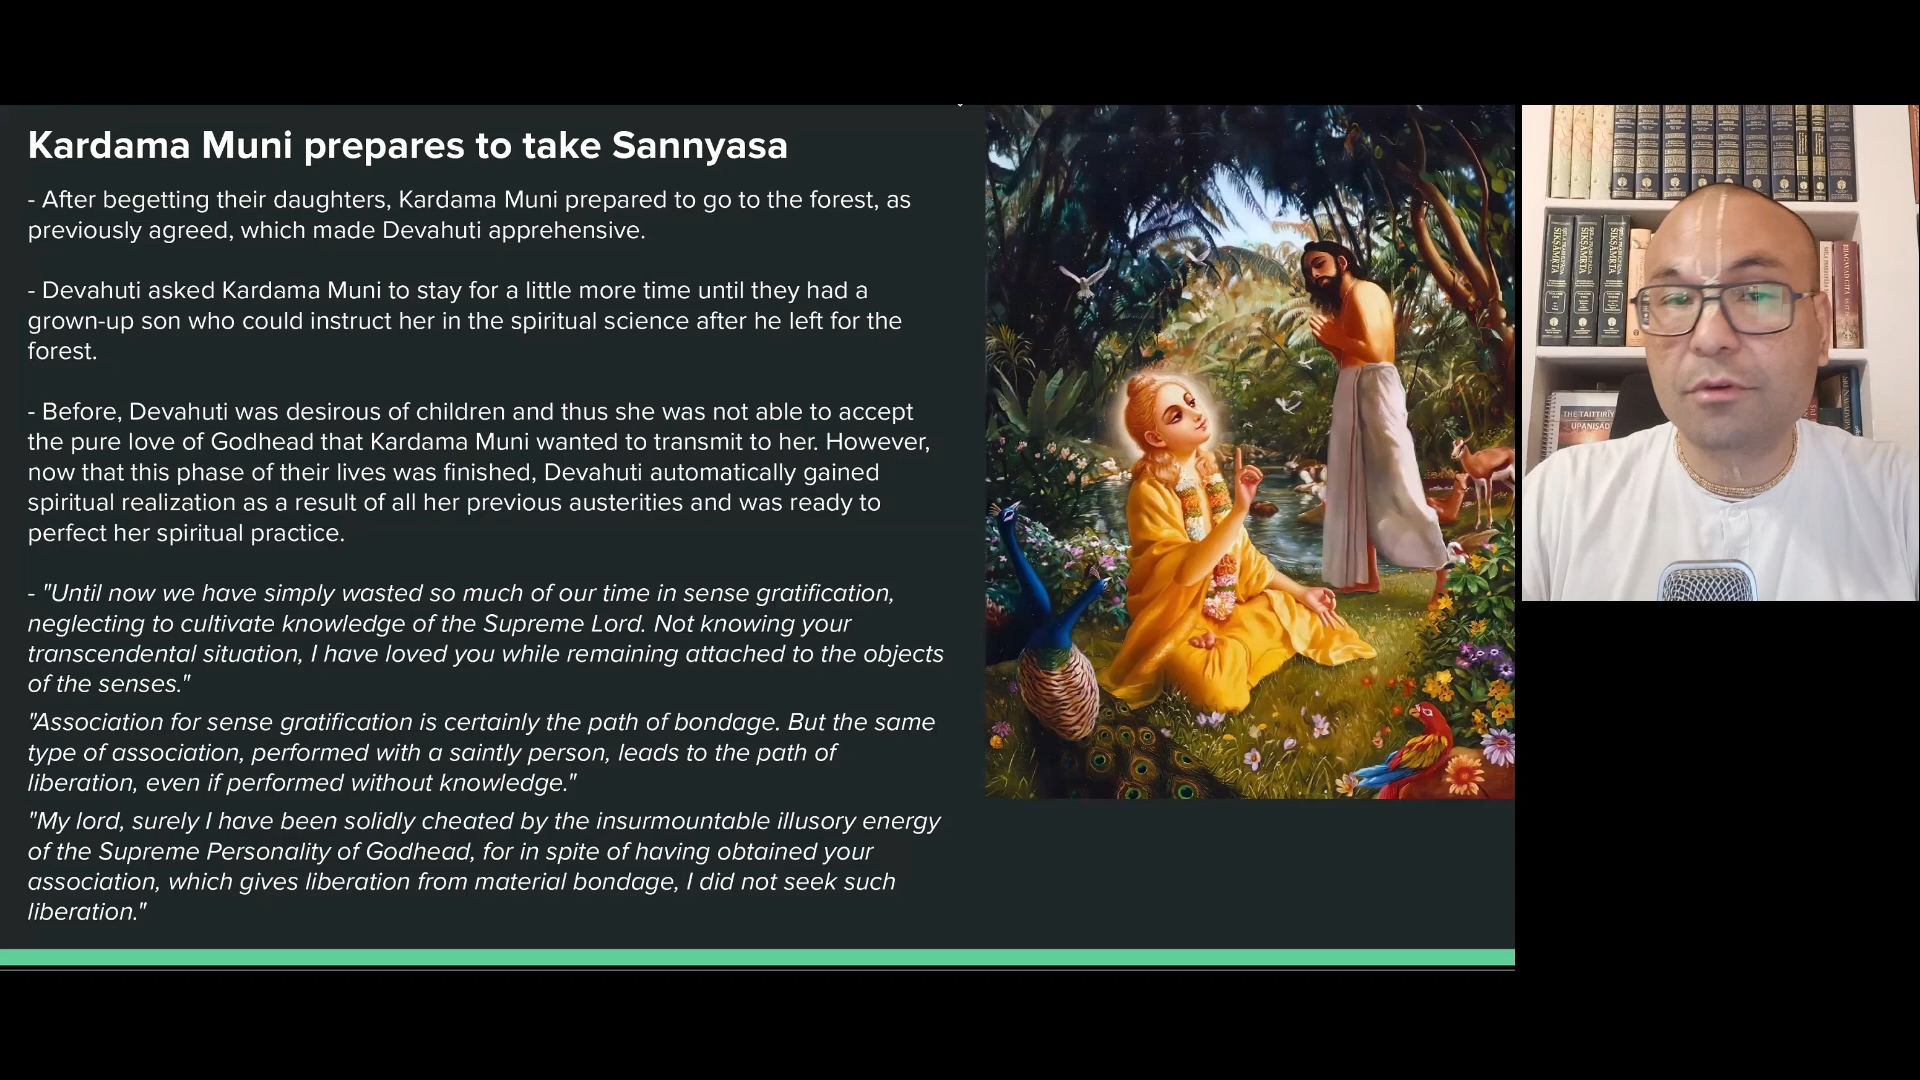 Kardama Muni prepares to take Sannyasa
- After begetting their daughters, Kardama Muni prepared to go to the forest, as
previously agreed, which made Devahuti apprehensive.
- Devahuti asked Kardama Muni to stay for a little more time until they had a
grown-up son who could instruct her in the spiritual science after he left for the
forest.
- Before, Devahuti was desirous of children and thus she was not able to accept
the pure love of Godhead that Kardama Muni wanted to transmit to her. However,
now that this phase of their lives was finished, Devahuti automatically gained
spiritual realization as a result of all her previous austerities and was ready to
perfect her spiritual practice.
- "Until now we have simply wasted so much of our time in sense gratification,
neglecting to cultivate knowledge of the Supreme Lord. Not knowing your
transcendental situation, I have loved you while remaining attached to the objects
of the senses."
"Association for sense gratification is certainly the path of bondage. But the same
type of association, performed with a saintly person, leads to the path of
liberation, even if performed without knowledge."
"My lord, surely I have been solidly cheated by the insurmountable illusory energy
of the Supreme Personality of Godhead, for in spite of having obtained your
association, which gives liberation from material bondage, I did not seek such
liberation."
ŚIKṢĀMṚTA
ŚIKṢĀMṚTA
ŚIKṢĀMṚTA
THE TAITTIRĪY
UPANIṢAD